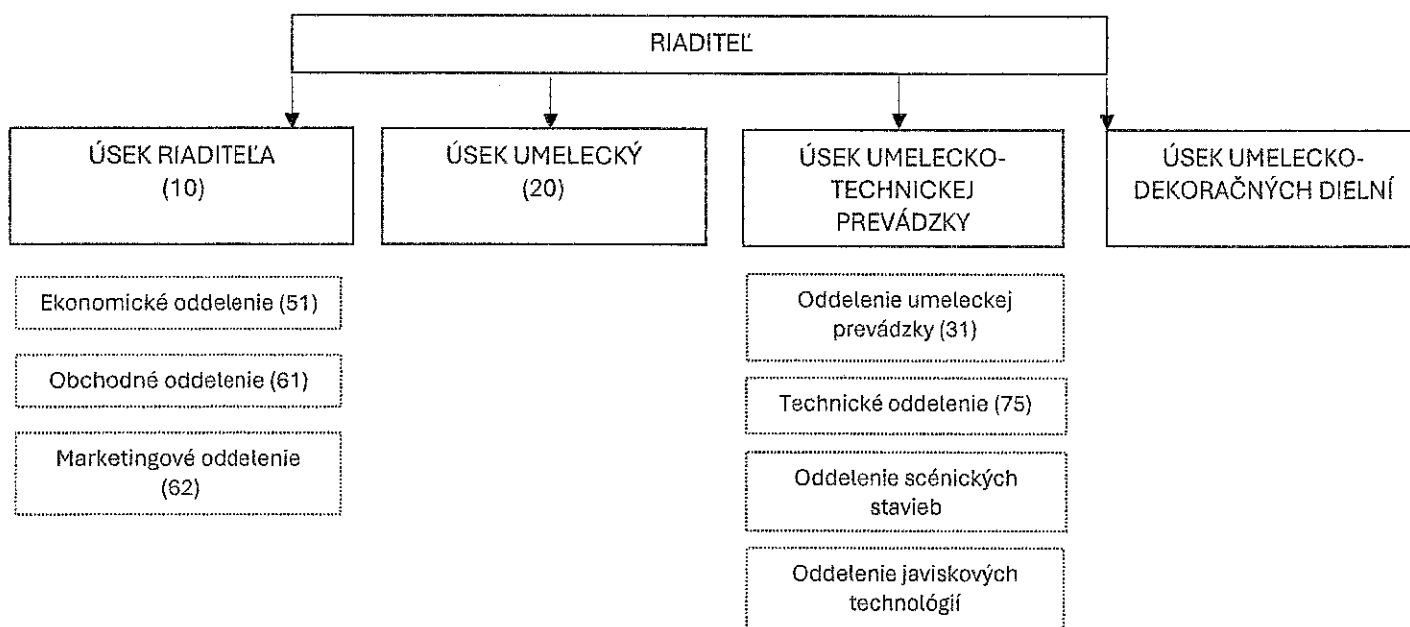 RIADITEĽ
ÚSEK RIADITEĽA
(10)
ÚSEK UMELECKÝ
(20)
ÚSEK UMELECKO-
TECHNICKEJ
PREVÁDZKY
ÚSEK UMELECKO-
DEKORAČNÝCH DIELNÍ
Ekonomické oddelenie (51)
Obchodné oddelenie (61)
Marketingové oddelenie
(62)
Oddelenie umeleckej
prevádzky (31)
Technické oddelenie (75)
Oddelenie scénických
stavieb
Oddelenie javiskových
technológií